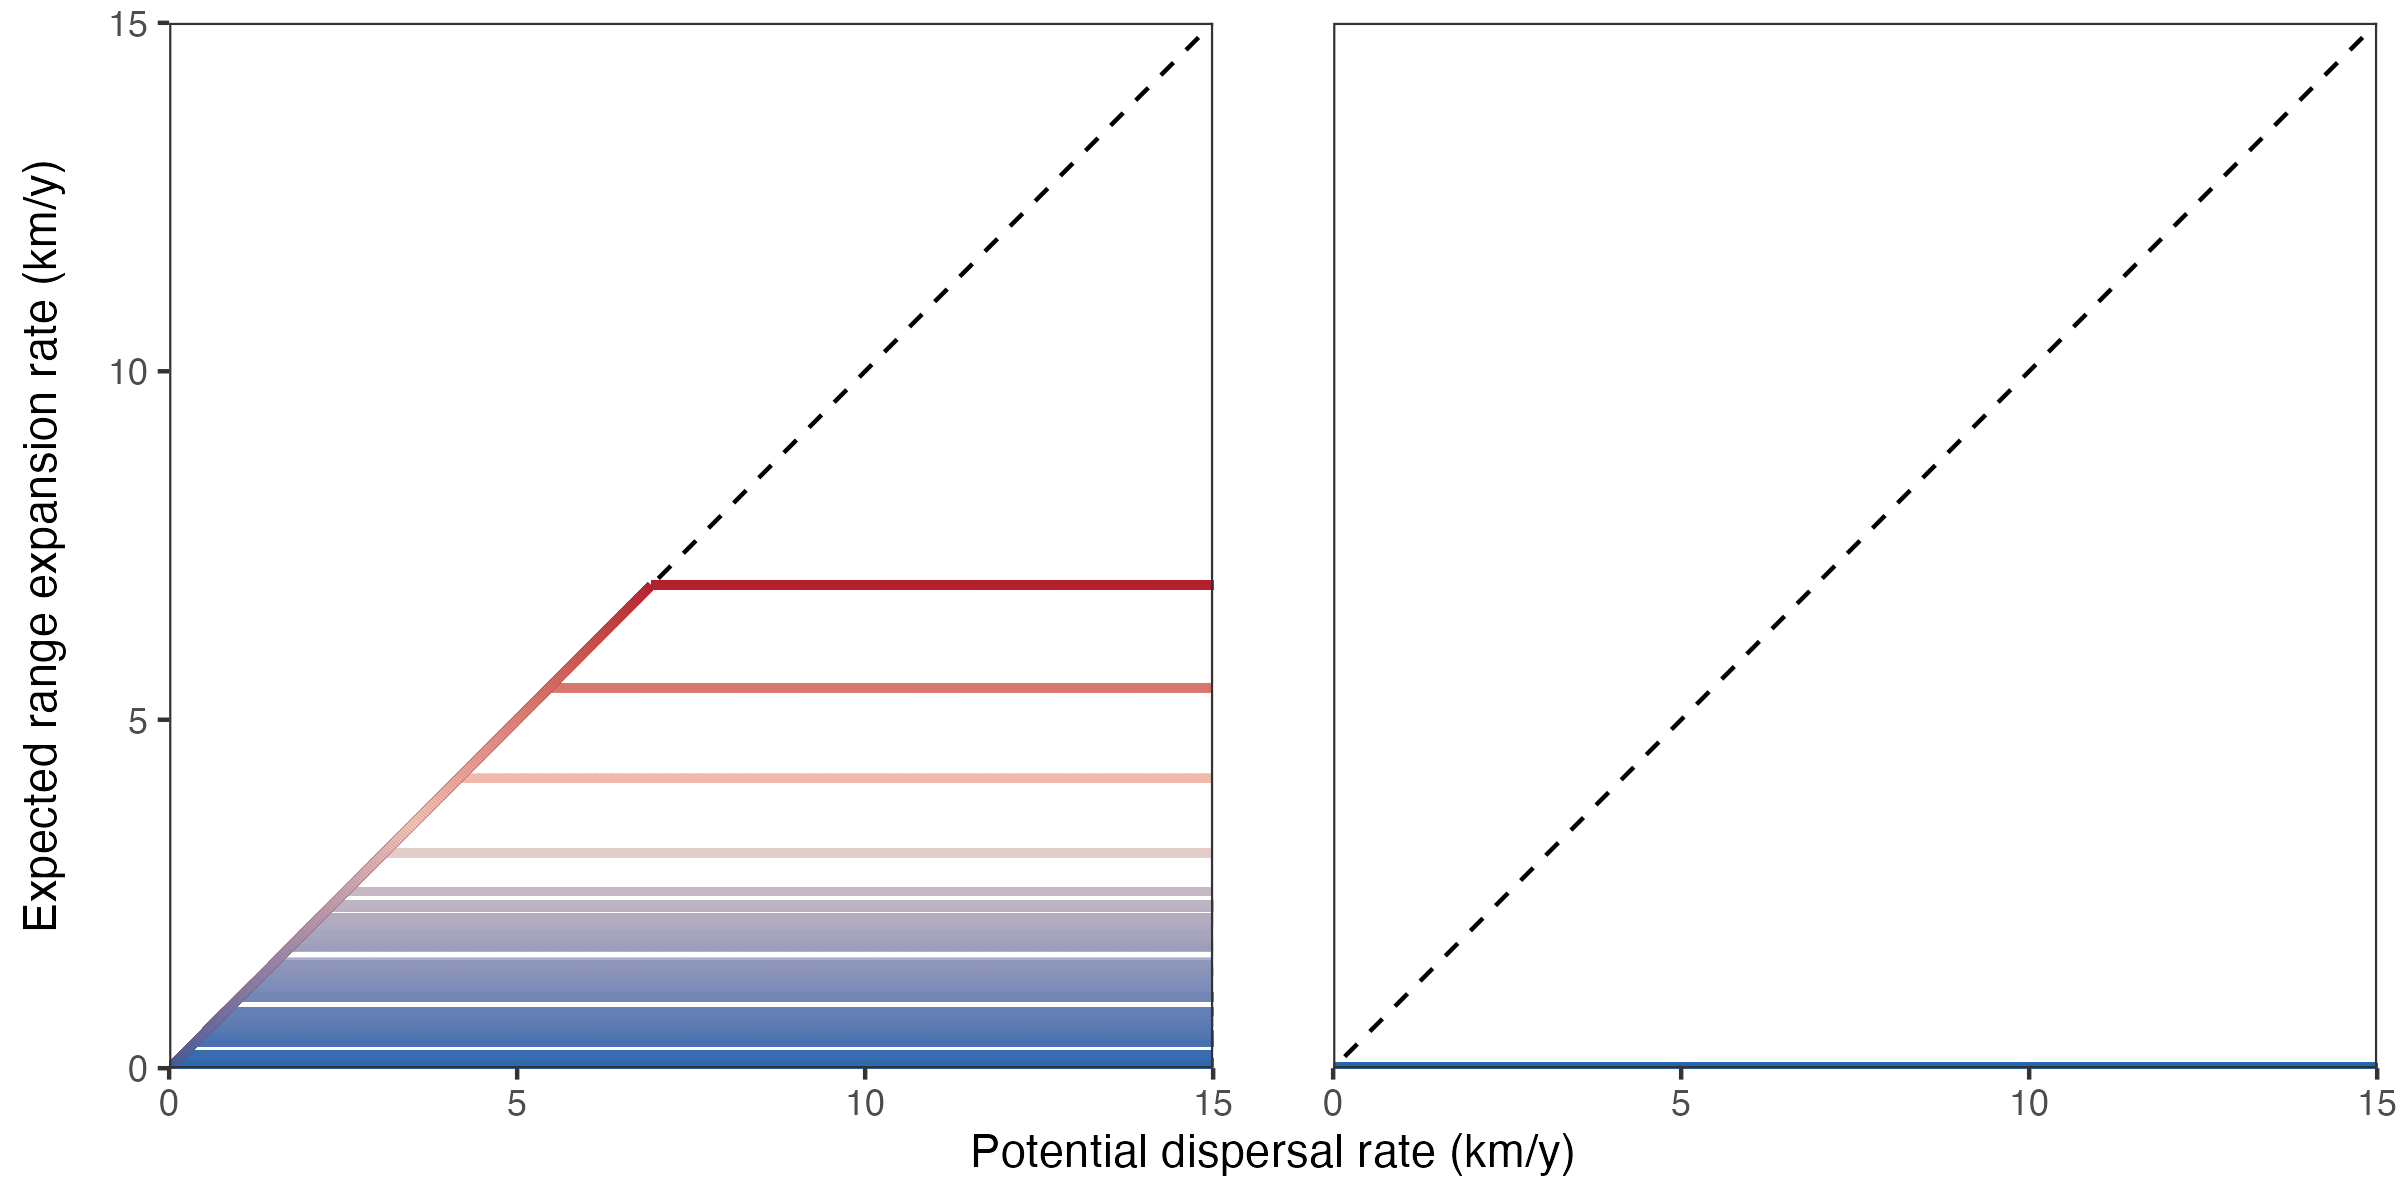 Expected range expansion rate (km/y)
15
10
5
0
0 5 10 15
0 5 10 15
Potential dispersal rate (km/y)